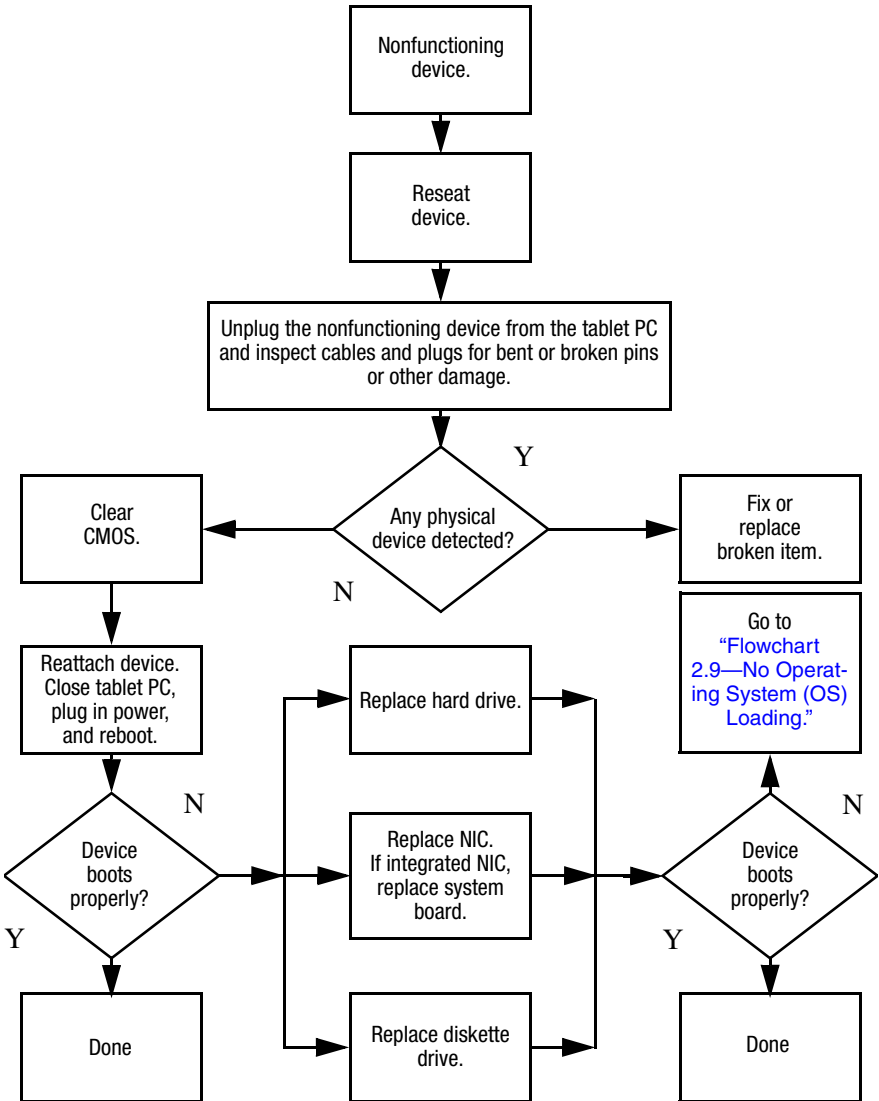 Nonfunctioning
device.
Reseat
device.
Unplug the nonfunctioning device from the tablet PC
and inspect cables and plugs for bent or broken pins
or other damage.
Y
Clear
CMOS.
Any physical
device detected?
Fix or
replace
broken item.
N
Go to
“Flowchart
2.9—No Operat-
ing System (OS)
Loading.”
Reattach device.
Close tablet PC,
plug in power,
and reboot.
Replace hard drive.
N
N
Device
boots
properly?
Replace NIC.
If integrated NIC,
replace system
board.
Device
boots
properly?
Y
Y
Done
Replace diskette
drive.
Done